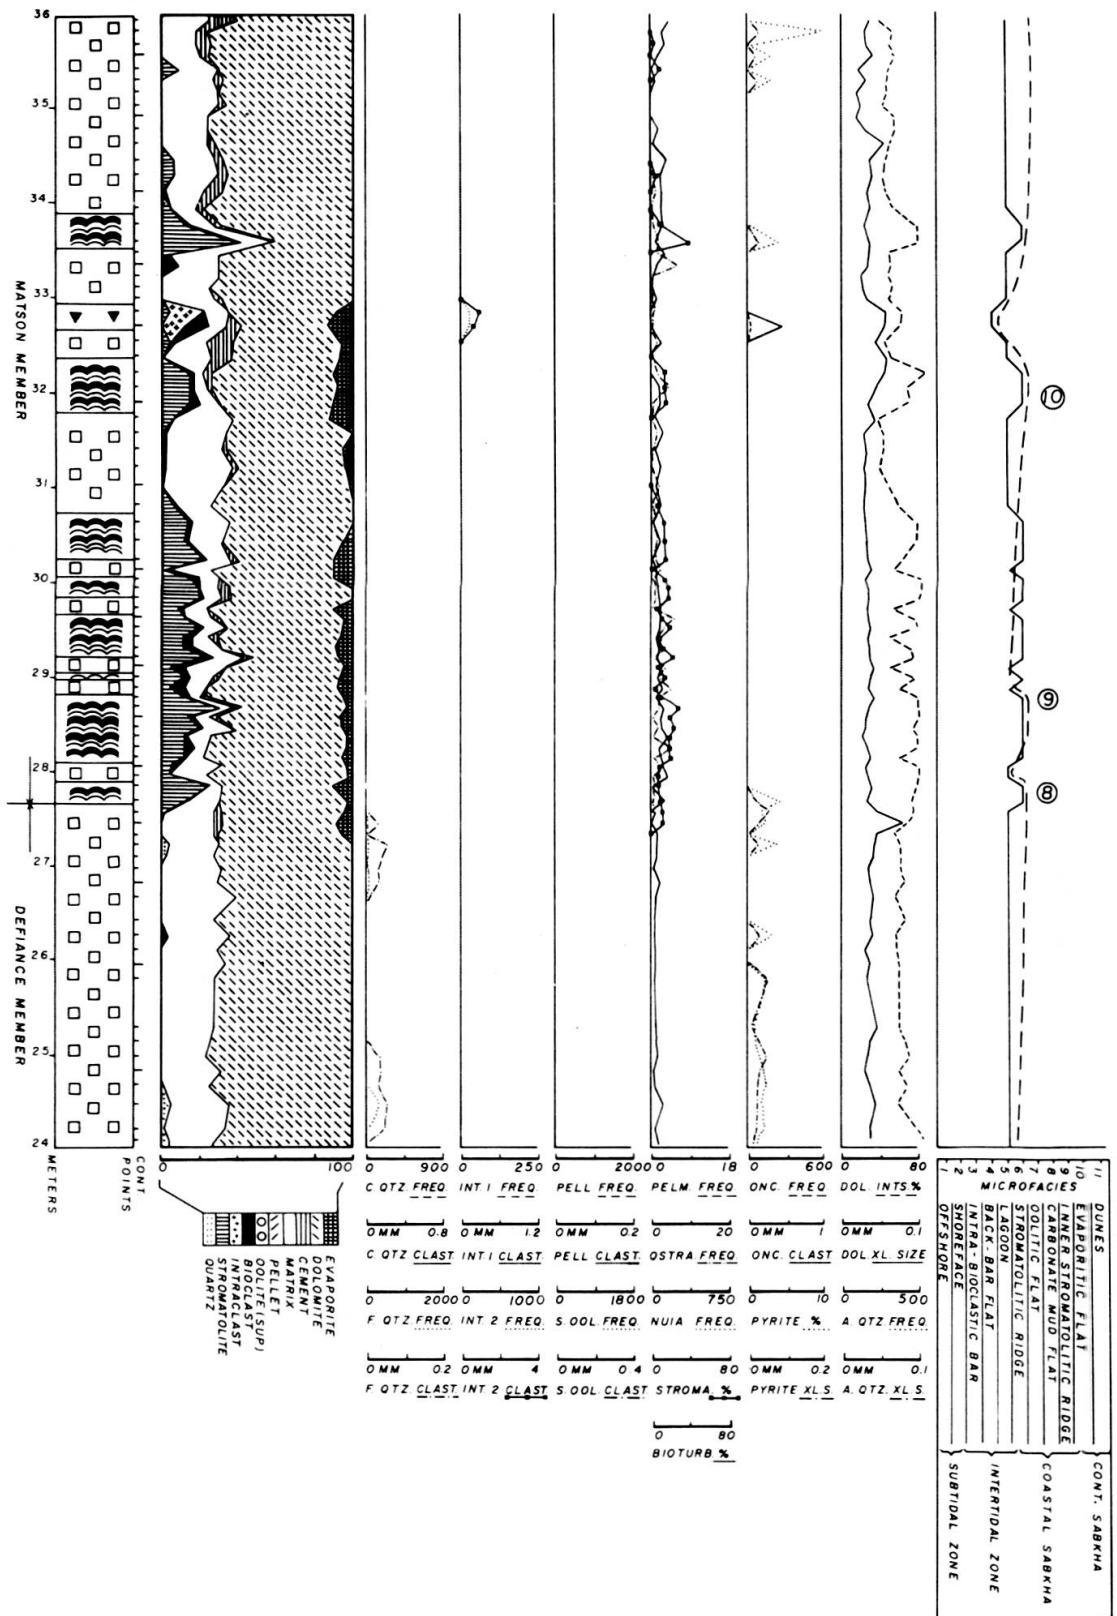 36
35
34
33
32
31
30
29
28
27
26
25
24
MATSON MEMBER
DEFIANCE MEMBER
METERS
CONT. POINTS
10
9
8
0 100
0 900
0 250
0 2000
0 18
0 600
0 80
C. QTZ. FREQ.
INT. 1 FREQ.
PELL FREQ.
PELM. FREQ.
ONC. FREQ.
DOL. INTS.%
0 MM 0.8
0 MM 1.2
0 MM 0.2
0 20
0 MM 1
0 MM 0.1
C. QTZ CLAST.
INT. 1 CLAST.
PELL CLAST.
OSTRA. FREQ.
ONC. CLAST
DOL. XL. SIZE
0 2000
0 1000
0 1800
0 750
0 10
0 500
F. QTZ FREQ.
INT. 2 FREQ.
S. OOL. FREQ.
NUIA FREQ.
PYRITE %
A. QTZ. FREQ.
0 MM 0.2
0 MM 4
0 MM 0.4
0 80
0 MM 0.2
0 MM 0.1
F. QTZ. CLAST.
INT. 2 CLAST
S. OOL. CLAST
STROMA. %
PYRITE XL.S.
A. QTZ. XL.S.
0 80
BIOTURB %
EVAPORITE
DOLOMITE
CEMENT
MATRIX
PELLET
OOLITE (SUP)
BIOCLAST
INTRACLAST
STROMATOLITE
QUARTZ
MICROFACIES
11 DUNES
10 EVAPORITIC FLAT
9 INNER STROMATOLITIC RIDGE
8 CARBONATE MUD FLAT
7 OOLITIC FLAT
6 STROMATOLITIC RIDGE
5 LAGOON
4 BACK-BAR FLAT
3 INTRA-BIOCLASTIC BAR
2 SHOREFACE
1 OFFSHORE
CONT. SABKHA
COASTAL SABKHA
INTERTIDAL ZONE
SUBTIDAL ZONE